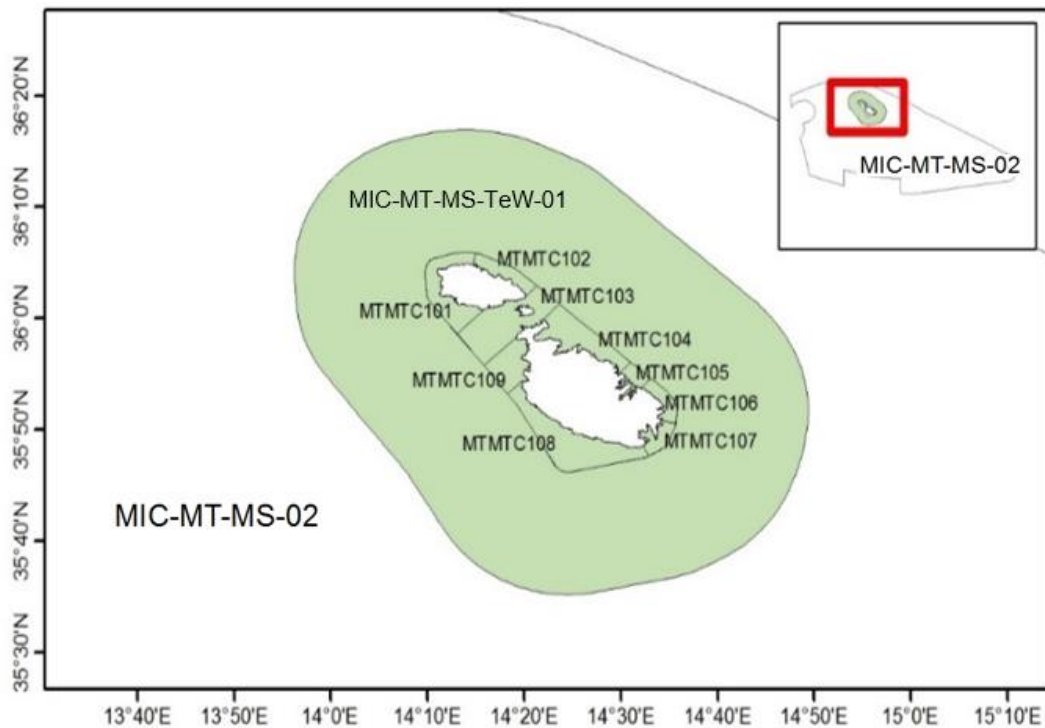 36°20'N
36°10'N
36°0'N
35°50'N
35°40'N
35°30'N
MIC-MT-MS-02
MIC-MT-MS-TeW-01
MTMTC102
MTMTC103
MTMTC101
MTMTC104
MTMTC105
MTMTC109
MTMTC106
MTMTC108
MTMTC107
MIC-MT-MS-02
13°40'E
13°50'E
14°0'E
14°10'E
14°20'E
14°30'E
14°40'E
14°50'E
15°0'E
15°10'E